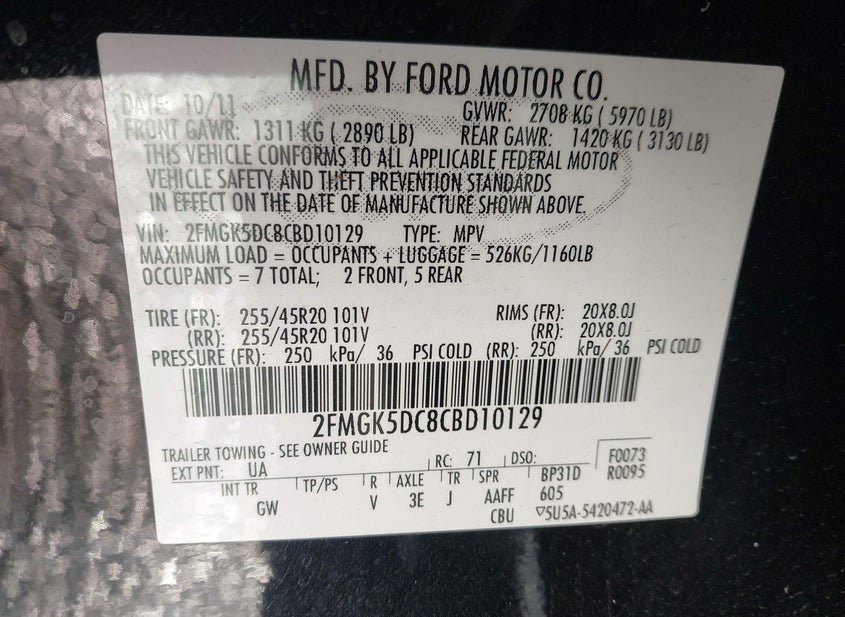 MFD. BY FORD MOTOR CO.
DATE: 10/11 GVWR: 2708 KG ( 5970 LB)
FRONT GAWR: 1311 KG ( 2890 LB) REAR GAWR: 1420 KG ( 3130 LB)
THIS VEHICLE CONFORMS TO ALL APPLICABLE FEDERAL MOTOR
VEHICLE SAFETY AND THEFT PREVENTION STANDARDS
IN EFFECT ON THE DATE OF MANUFACTURE SHOWN ABOVE.
VIN: 2FMGK5DC8CBD10129 TYPE: MPV
MAXIMUM LOAD = OCCUPANTS + LUGGAGE = 526KG/1160LB
OCCUPANTS = 7 TOTAL; 2 FRONT, 5 REAR
TIRE (FR): 255/45R20 101V RIMS (FR): 20X8.0J
(RR): 255/45R20 101V (RR): 20X8.0J
PRESSURE (FR): 250 kPa/ 36 PSI COLD (RR): 250 kPa/ 36 PSI COLD
2FMGK5DC8CBD10129
TRAILER TOWING - SEE OWNER GUIDE
EXT PNT: UA RC: 71 DSO: F0073
INT TR TP/PS R AXLE TR SPR BP31D R0095
GW V 3E J AAFF 605
CBU ▽5U5A-5420472-AA